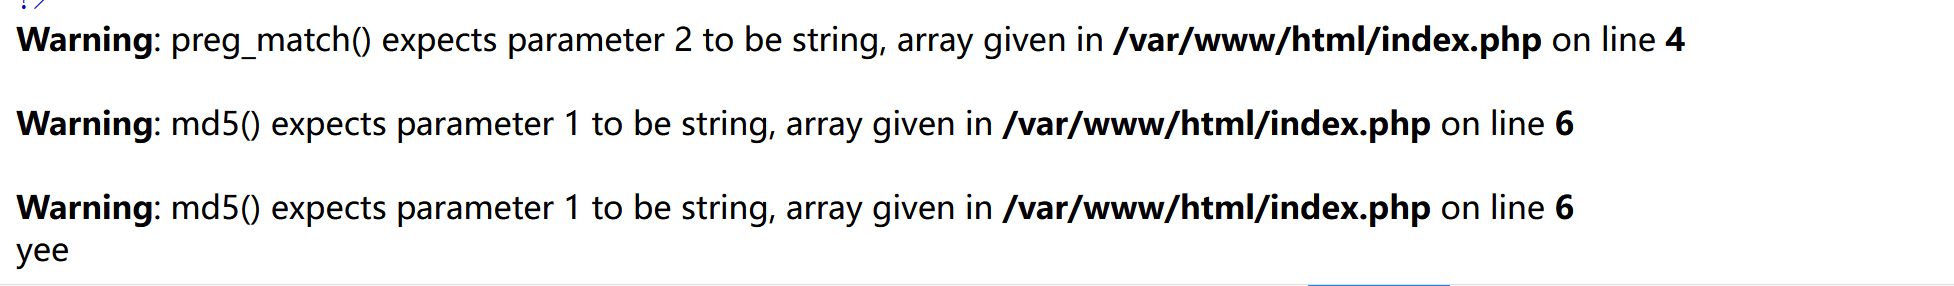 Warning: preg_match() expects parameter 2 to be string, array given in /var/www/html/index.php on line 4
Warning: md5() expects parameter 1 to be string, array given in /var/www/html/index.php on line 6
Warning: md5() expects parameter 1 to be string, array given in /var/www/html/index.php on line 6
yee